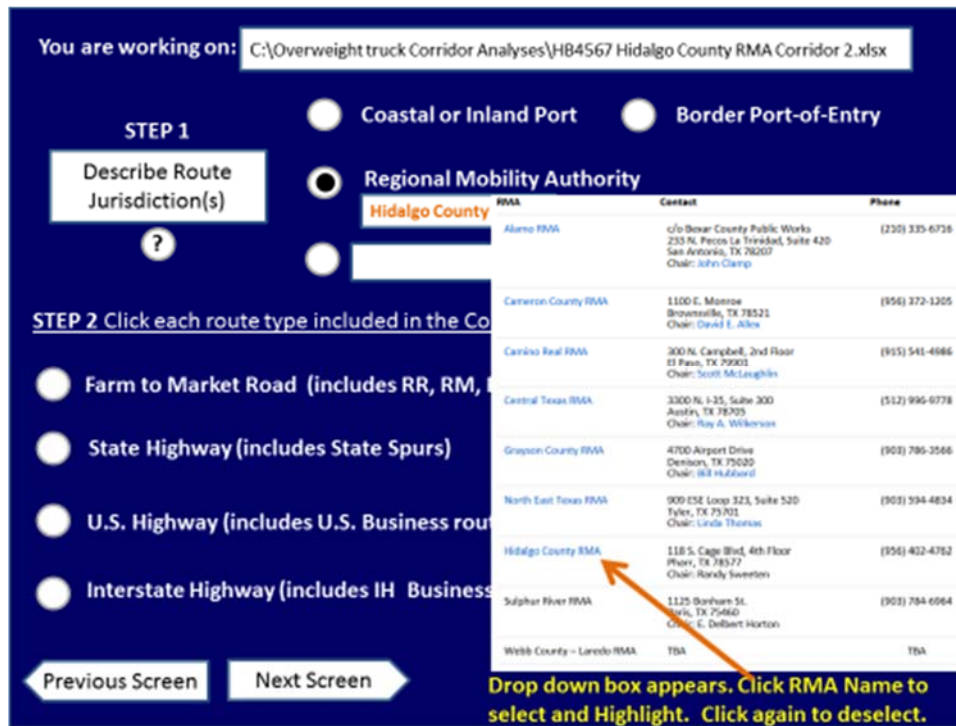 You are working on: C:\Overweight truck Corridor Analyses\HB4567 Hidalgo County RMA Corridor 2.xlsx
Coastal or Inland Port
Border Port-of-Entry
STEP 1
Describe Route
Jurisdiction(s)
?
Regional Mobility Authority
Hidalgo County
RMA Contact Phone
Alamo RMA c/o Bexar County Public Works (210) 335-6716
233 N. Pecos La Trinidad, Suite 420
San Antonio, TX 78207
Chair: John Clamp
Cameron County RMA 1100 E. Monroe (956) 372-1205
Brownsville, TX 78521
Chair: David E. Allex
Camino Real RMA 300 N. Campbell, 2nd Floor (915) 541-4986
El Paso, TX 79901
Chair: Scott McLaughlin
Central Texas RMA 3300 N. I-35, Suite 300 (512) 996-9778
Austin, TX 78705
Chair: Ray A. Wilkerson
Grayson County RMA 4700 Airport Drive (903) 786-3566
Denison, TX 75020
Chair: Bill Hubbard
North East Texas RMA 909 ESE Loop 323, Suite 520 (903) 594-4834
Tyler, TX 75701
Chair: Linda Thomas
Hidalgo County RMA 118 S. Cage Blvd, 4th Floor (956) 402-4762
Pharr, TX 78577
Chair: Randy Sweeten
Sulphur River RMA 1125 Bonham St. (903) 784-6964
Paris, TX 75460
Chair: E. Delbert Horton
Webb County – Laredo RMA TBA TBA
STEP 2 Click each route type included in the Co
Farm to Market Road (includes RR, RM,
State Highway (includes State Spurs)
U.S. Highway (includes U.S. Business rout
Interstate Highway (includes IH Business
Previous Screen
Next Screen
Drop down box appears. Click RMA Name to
select and Highlight. Click again to deselect.